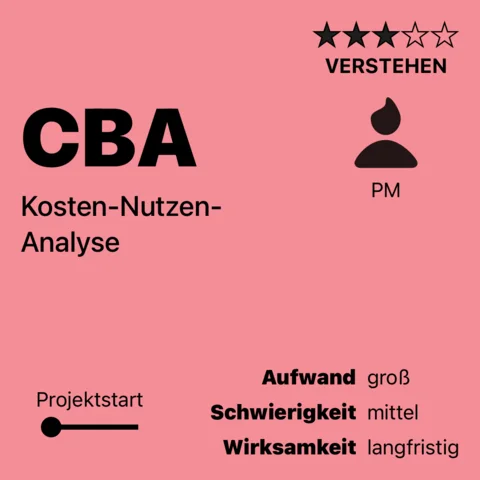 ★★★☆☆
VERSTEHEN
CBA
Kosten-Nutzen-
Analyse
PM
Projektstart
Aufwand groß
Schwierigkeit mittel
Wirksamkeit langfristig